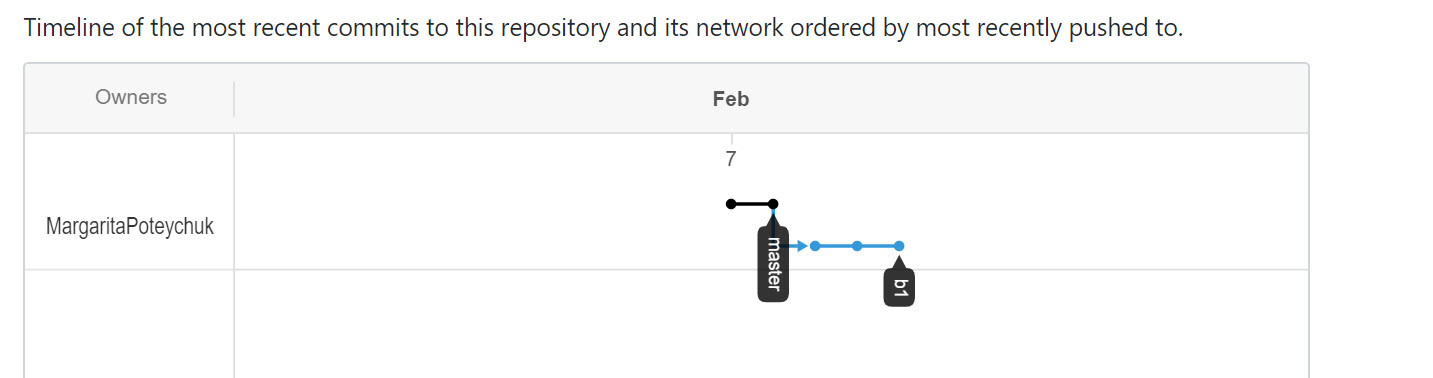 Timeline of the most recent commits to this repository and its network ordered by most recently pushed to.
Owners
Feb
7
MargaritaPoteychuk
master
b1